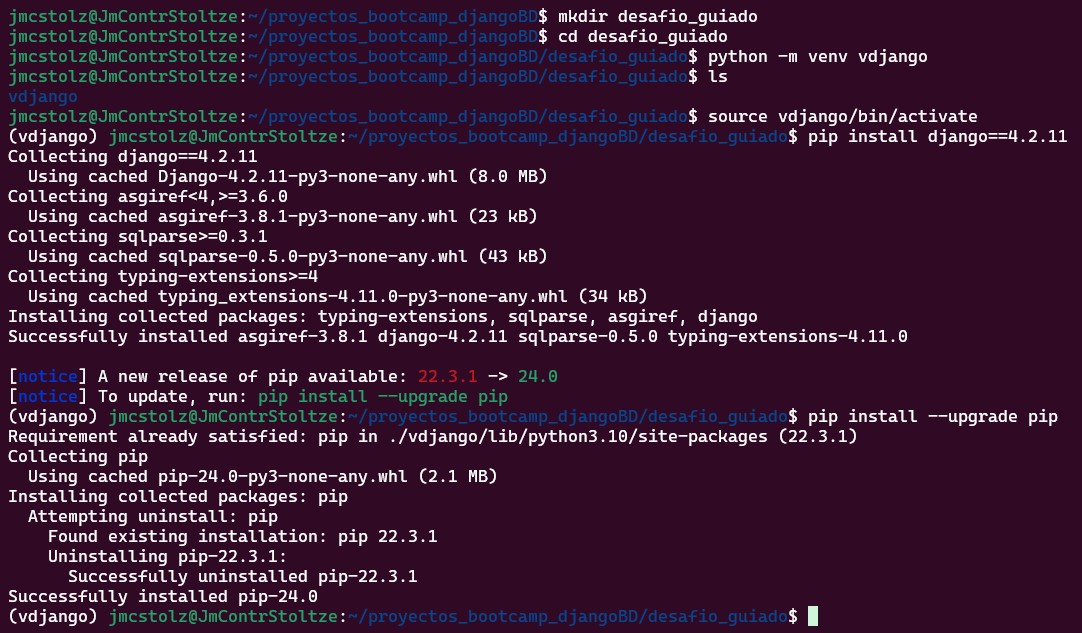 jmcstolz@JmContrStoltze:~/proyectos_bootcamp_djangoBD$ mkdir desafio_guiado
jmcstolz@JmContrStoltze:~/proyectos_bootcamp_djangoBD$ cd desafio_guiado
jmcstolz@JmContrStoltze:~/proyectos_bootcamp_djangoBD/desafio_guiado$ python -m venv vdjango
jmcstolz@JmContrStoltze:~/proyectos_bootcamp_djangoBD/desafio_guiado$ ls
vdjango
jmcstolz@JmContrStoltze:~/proyectos_bootcamp_djangoBD/desafio_guiado$ source vdjango/bin/activate
(vdjango) jmcstolz@JmContrStoltze:~/proyectos_bootcamp_djangoBD/desafio_guiado$ pip install django==4.2.11
Collecting django==4.2.11
  Using cached Django-4.2.11-py3-none-any.whl (8.0 MB)
Collecting asgiref<4,>=3.6.0
  Using cached asgiref-3.8.1-py3-none-any.whl (23 kB)
Collecting sqlparse>=0.3.1
  Using cached sqlparse-0.5.0-py3-none-any.whl (43 kB)
Collecting typing-extensions>=4
  Using cached typing_extensions-4.11.0-py3-none-any.whl (34 kB)
Installing collected packages: typing-extensions, sqlparse, asgiref, django
Successfully installed asgiref-3.8.1 django-4.2.11 sqlparse-0.5.0 typing-extensions-4.11.0

[notice] A new release of pip available: 22.3.1 -> 24.0
[notice] To update, run: pip install --upgrade pip
(vdjango) jmcstolz@JmContrStoltze:~/proyectos_bootcamp_djangoBD/desafio_guiado$ pip install --upgrade pip
Requirement already satisfied: pip in ./vdjango/lib/python3.10/site-packages (22.3.1)
Collecting pip
  Using cached pip-24.0-py3-none-any.whl (2.1 MB)
Installing collected packages: pip
  Attempting uninstall: pip
    Found existing installation: pip 22.3.1
    Uninstalling pip-22.3.1:
      Successfully uninstalled pip-22.3.1
Successfully installed pip-24.0
(vdjango) jmcstolz@JmContrStoltze:~/proyectos_bootcamp_djangoBD/desafio_guiado$